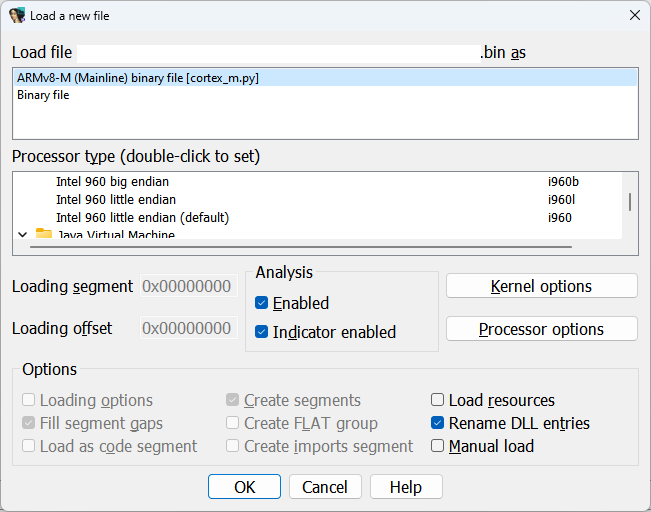 Load a new file
Load file .bin as
ARMv8-M (Mainline) binary file [cortex_m.py]
Binary file
Processor type (double-click to set)
Intel 960 big endian i960b
Intel 960 little endian i960l
Intel 960 little endian (default) i960
Java Virtual Machine
Loading segment 0x00000000
Loading offset 0x00000000
Analysis
Enabled
Indicator enabled
Kernel options
Processor options
Options
Loading options
Fill segment gaps
Load as code segment
Create segments
Create FLAT group
Create imports segment
Load resources
Rename DLL entries
Manual load
OK
Cancel
Help